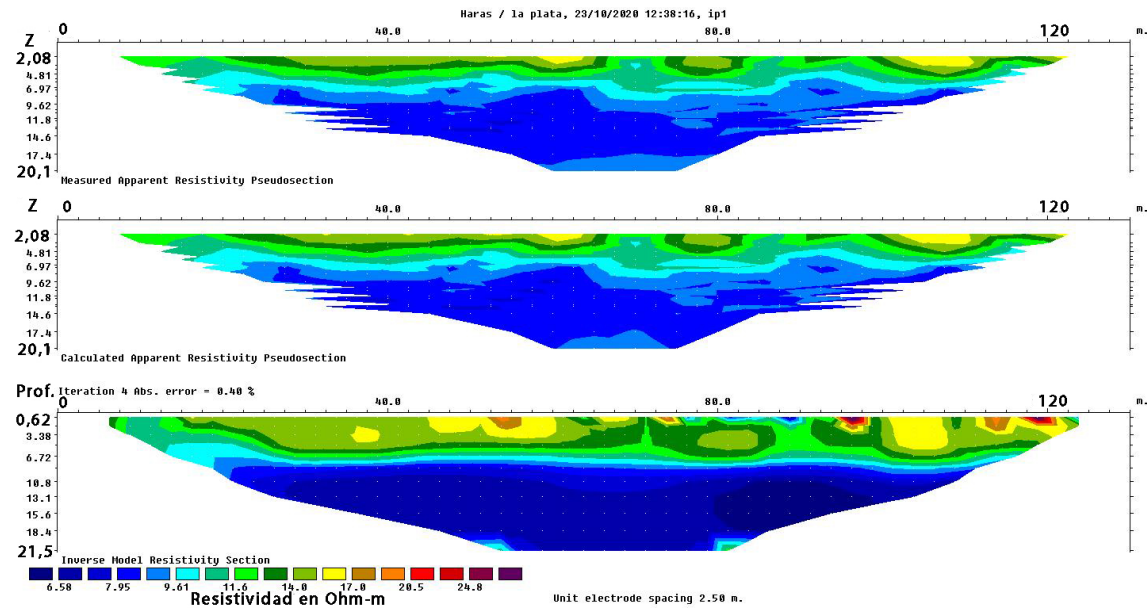 Haras / la plata, 23/10/2020 12:38:16, ip1
Z 0 40.0 80.0 120 m.
2,08
4.81
6.97
9.62
11.8
14.6
17.4
20,1
Measured Apparent Resistivity Pseudosection
Z 0 40.0 80.0 120 m.
2,08
4.81
6.97
9.62
11.8
14.6
17.4
20,1
Calculated Apparent Resistivity Pseudosection
Prof. Iteration 4 Abs. error = 0.40 %
0 40.0 80.0 120 m.
0,62
3.38
6.72
10.8
13.1
15.6
18.4
21,5
Inverse Model Resistivity Section
6.58 7.95 9.61 11.6 14.0 17.0 20.5 24.8
Resistividad en Ohm-m
Unit electrode spacing 2.50 m.